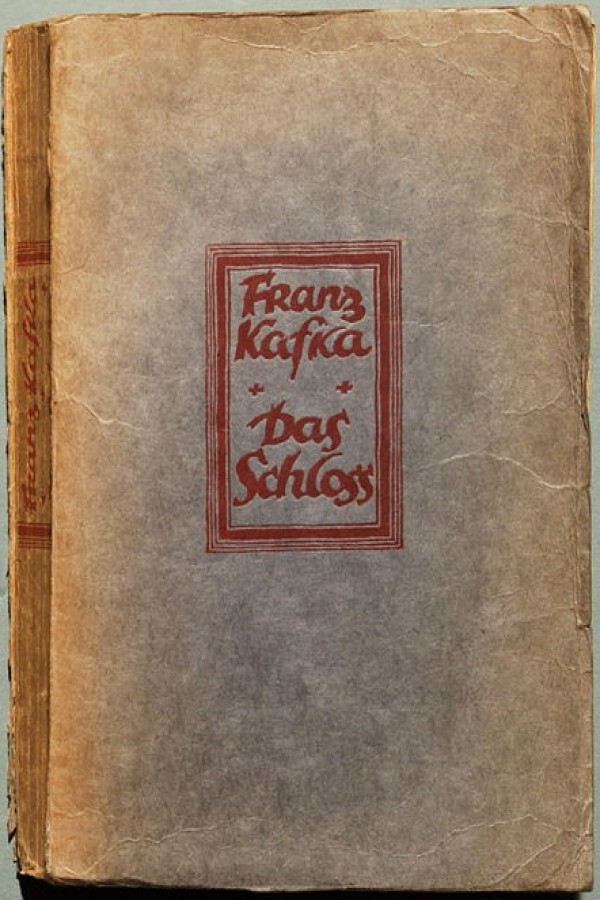 Franz
Kafka
+ +
Das
Schloss
Franz Kafka